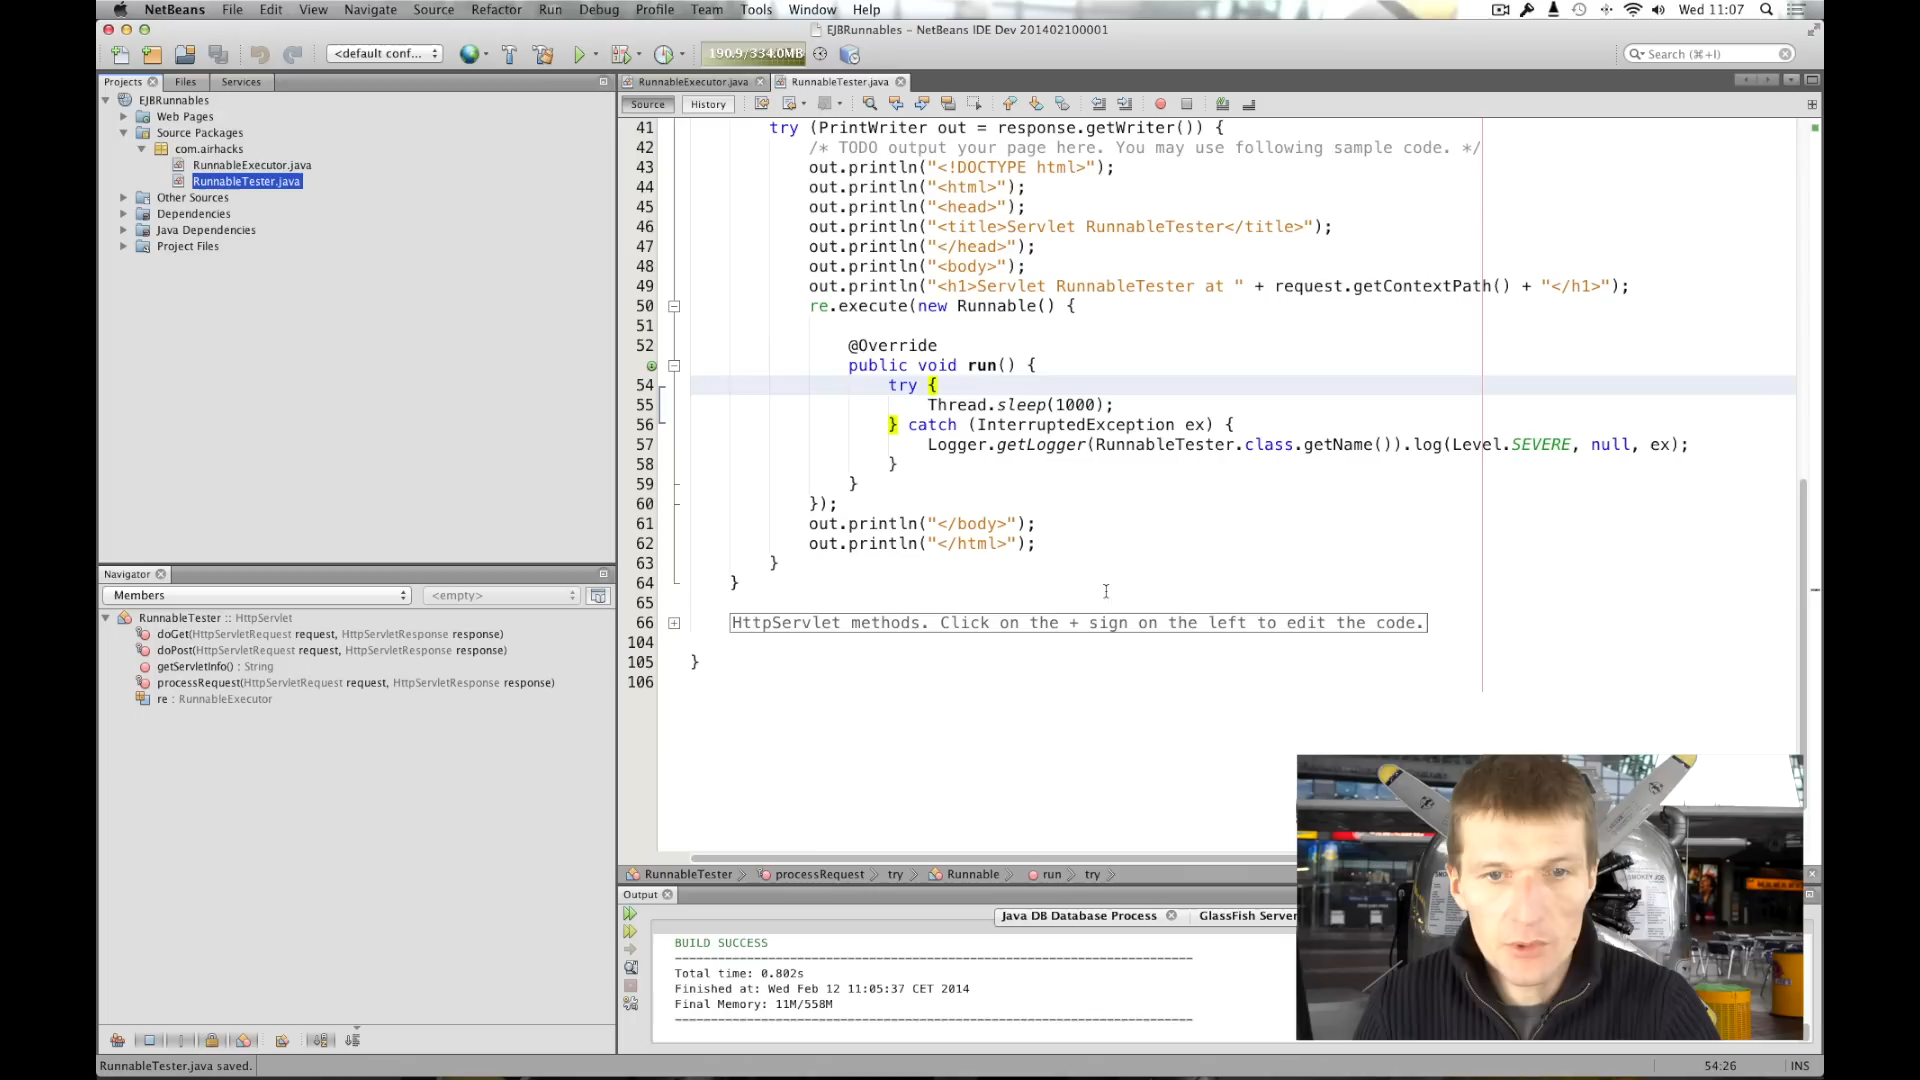 NetBeans File Edit View Navigate Source Refactor Run Debug Profile Team Tools Window Help Wed 11:07
EJBRunnables – NetBeans IDE Dev 201402100001
<default conf... 190.9/334.0MB Search (⌘+I)
Projects Files Services
EJBRunnables
Web Pages
Source Packages
com.airhacks
RunnableExecutor.java
RunnableTester.java
Other Sources
Dependencies
Java Dependencies
Project Files
RunnableExecutor.java RunnableTester.java
Source History
41 try (PrintWriter out = response.getWriter()) {
42 /* TODO output your page here. You may use following sample code. */
43 out.println("<!DOCTYPE html>");
44 out.println("<html>");
45 out.println("<head>");
46 out.println("<title>Servlet RunnableTester</title>");
47 out.println("</head>");
48 out.println("<body>");
49 out.println("<h1>Servlet RunnableTester at " + request.getContextPath() + "</h1>");
50 re.execute(new Runnable() {
51
52 @Override
public void run() {
54 try {
55 Thread.sleep(1000);
56 } catch (InterruptedException ex) {
57 Logger.getLogger(RunnableTester.class.getName()).log(Level.SEVERE, null, ex);
58 }
59 }
60 });
61 out.println("</body>");
62 out.println("</html>");
63 }
64 }
65
66 HttpServlet methods. Click on the + sign on the left to edit the code.
104
105 }
106
Navigator
Members <empty>
RunnableTester :: HttpServlet
doGet(HttpServletRequest request, HttpServletResponse response)
doPost(HttpServletRequest request, HttpServletResponse response)
getServletInfo() : String
processRequest(HttpServletRequest request, HttpServletResponse response)
re : RunnableExecutor
RunnableTester processRequest try Runnable run try
Output
Java DB Database Process GlassFish Server
BUILD SUCCESS
Total time: 0.802s
Finished at: Wed Feb 12 11:05:37 CET 2014
Final Memory: 11M/558M
RunnableTester.java saved. 54:26 INS